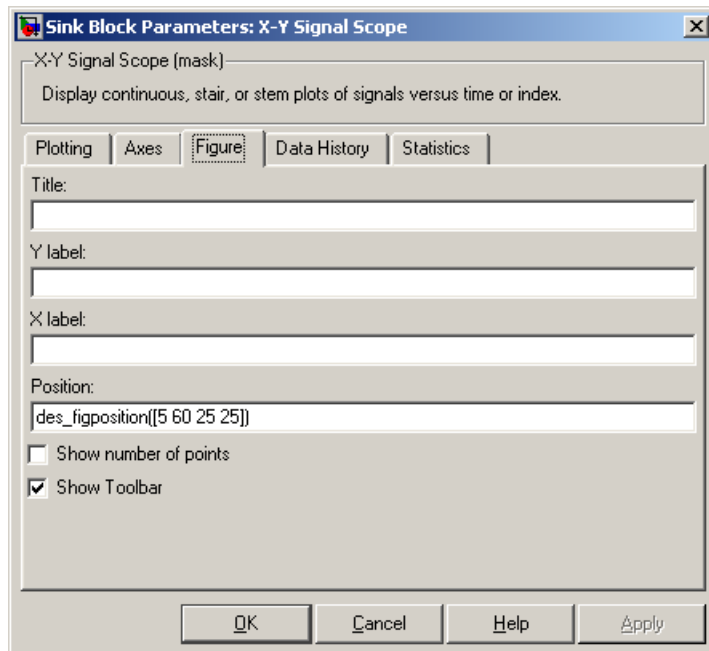 Sink Block Parameters: X-Y Signal Scope
X-Y Signal Scope (mask)
Display continuous, stair, or stem plots of signals versus time or index.
Plotting Axes Figure Data History Statistics
Title:
Y label:
X label:
Position:
des_figposition([5 60 25 25])
Show number of points
Show Toolbar
OK Cancel Help Apply